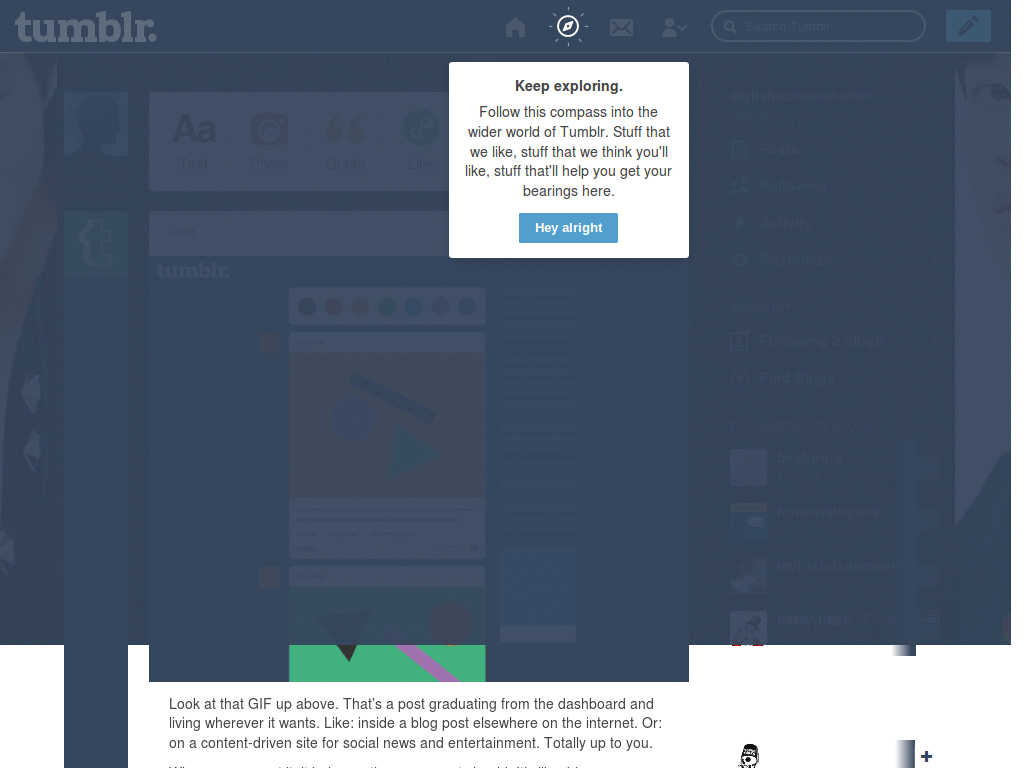 tumblr.
Search Tumblr
Keep exploring.
Follow this compass into the
wider world of Tumblr. Stuff that
we like, stuff that we think you'll
like, stuff that'll help you get your
bearings here.
Hey alright
Aa
Text
Photo
Quote
Link
staff
tumblr.
Posts
Followers
Activity
Customize
Following 2 blogs
Find Blogs
RECOMMENDED BLOGS
beatonna
honestslogans
newyorker
Look at that GIF up above. That’s a post graduating from the dashboard and
living wherever it wants. Like: inside a blog post elsewhere on the internet. Or:
on a content-driven site for social news and entertainment. Totally up to you.